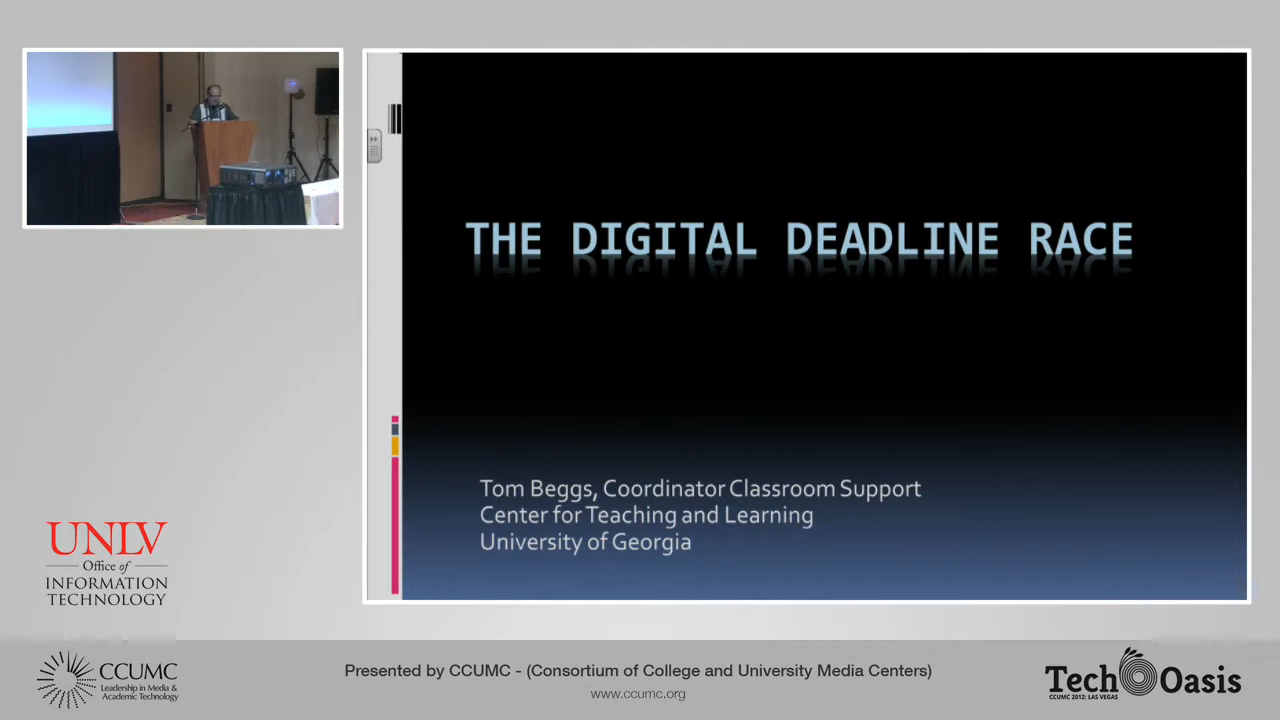 THE DIGITAL DEADLINE RACE
Tom Beggs, Coordinator Classroom Support
Center for Teaching and Learning
University of Georgia
UNLV
Office of
INFORMATION
TECHNOLOGY
CCUMC
Leadership in Media &
Academic Technology
Presented by CCUMC - (Consortium of College and University Media Centers)
www.ccumc.org
Tech Oasis
CCUMC 2012: LAS VEGAS